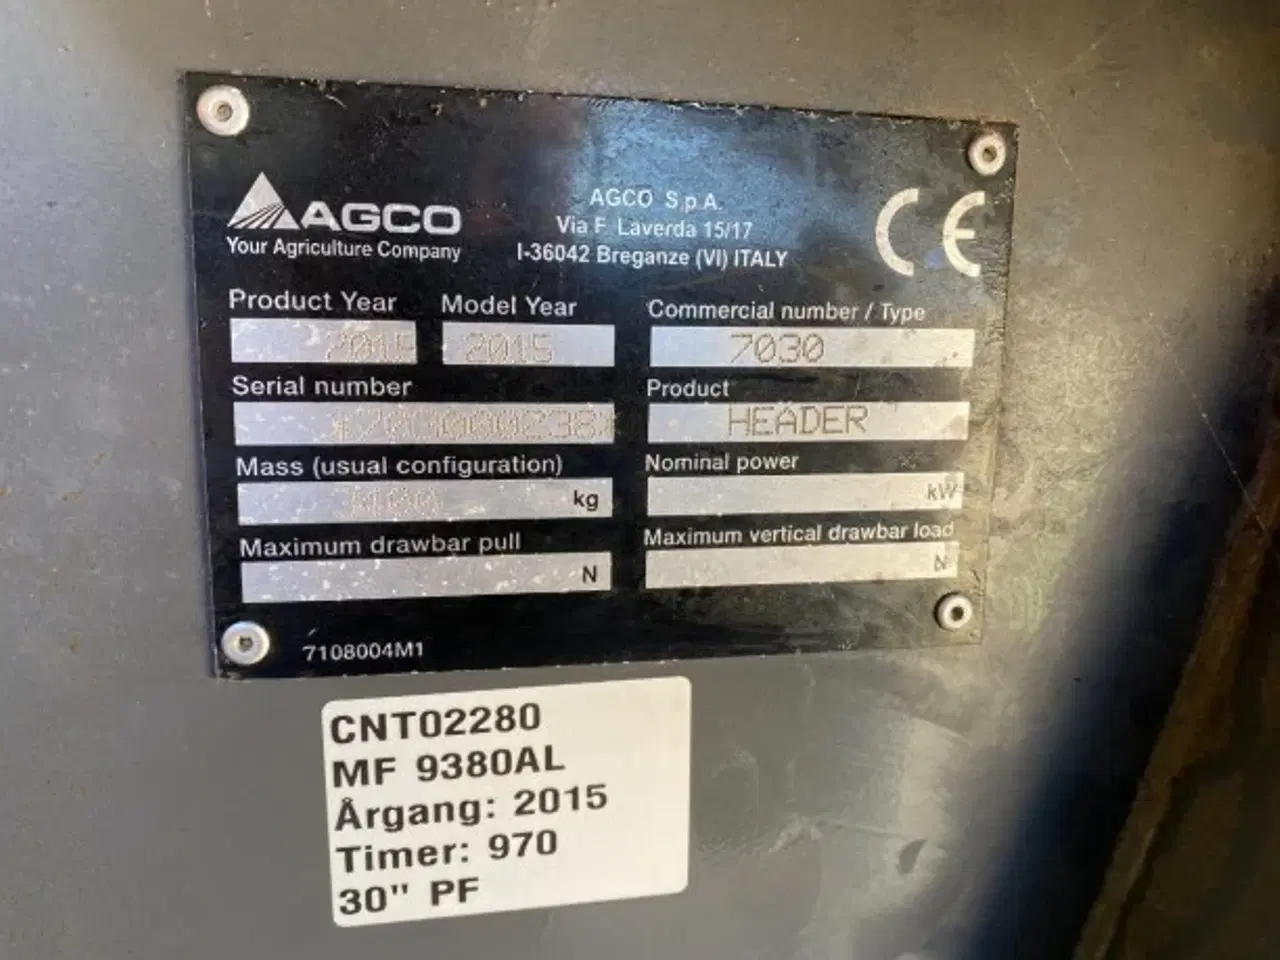 AGCO
Your Agriculture Company
AGCO S.p.A.
Via F. Laverda 15/17
I-36042 Breganze (VI) ITALY
CE
Product Year
Model Year
Commercial number / Type
2015
2015
7030
Serial number
Product
HEADER
Mass (usual configuration)
Nominal power
kg
kW
Maximum drawbar pull
Maximum vertical drawbar load
N
N
7108004M1
CNT02280
MF 9380AL
Årgang: 2015
Timer: 970
30" PF